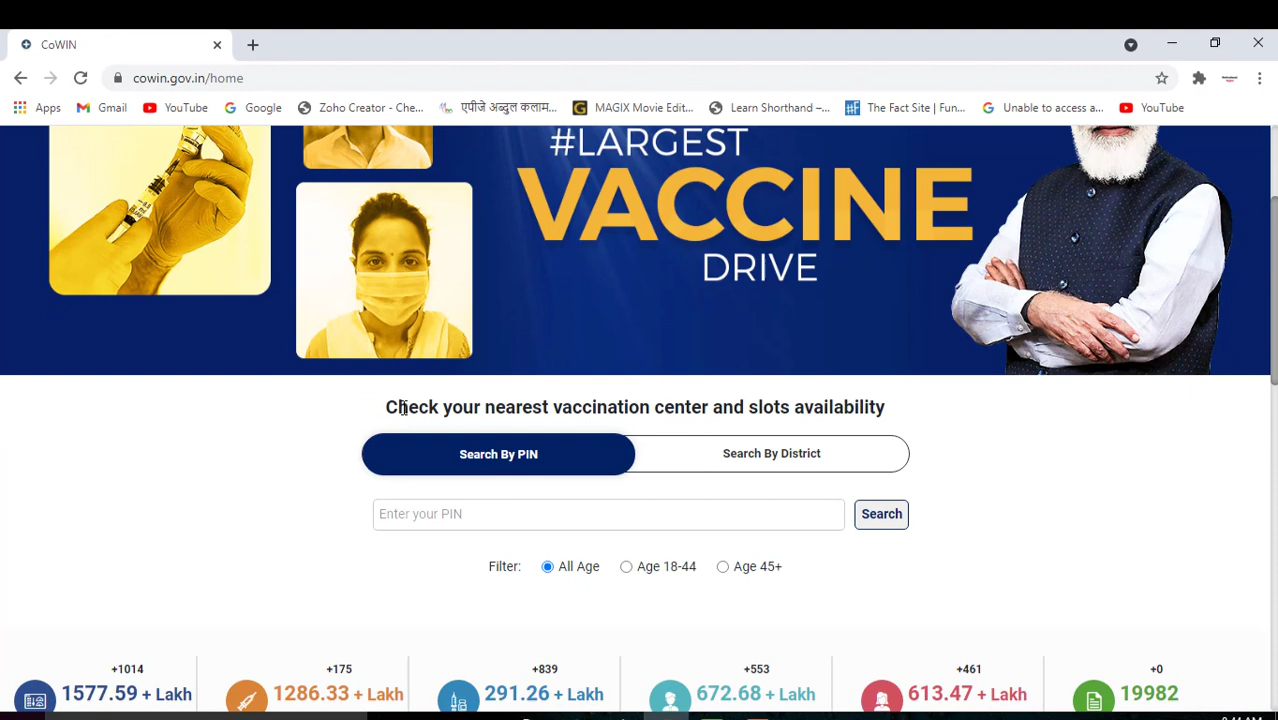 CoWIN
cowin.gov.in/home
Apps
Gmail
YouTube
Google
Zoho Creator - Che...
एपीजे अब्दुल कलाम...
MAGIX Movie Edit...
Learn Shorthand –...
The Fact Site | Fun...
Unable to access a...
YouTube
#LARGEST
VACCINE
DRIVE
Check your nearest vaccination center and slots availability
Search By PIN
Search By District
Enter your PIN
Search
Filter:
All Age
Age 18-44
Age 45+
+1014
+175
+839
+553
+461
+0
1577.59 + Lakh
1286.33 + Lakh
291.26 + Lakh
672.68 + Lakh
613.47 + Lakh
19982